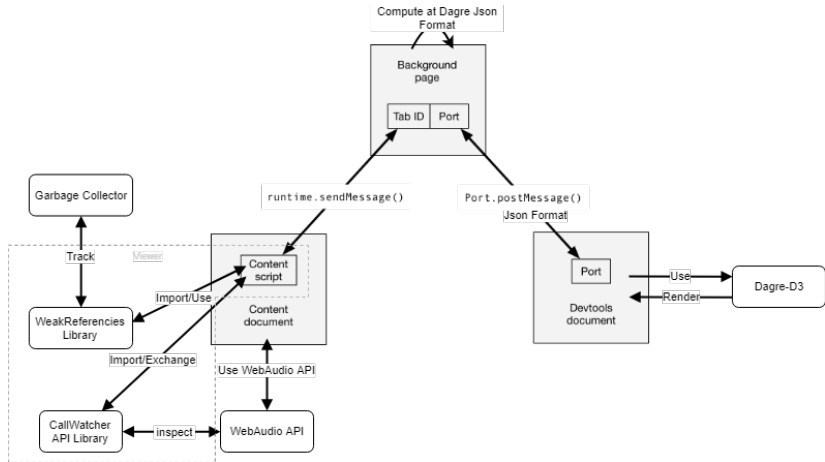 Compute at Dagre Json
Format
Background
page
Tab ID
Port
runtime.sendMessage()
Port.postMessage()
Json Format
Garbage Collector
Track
Viewer
Content
script
Port
Use
Dagre-D3
Import/Use
Render
WeakReferencies
Library
Content
document
Devtools
document
Import/Exchange
Use WebAudio API
CallWatcher
API Library
inspect
WebAudio API